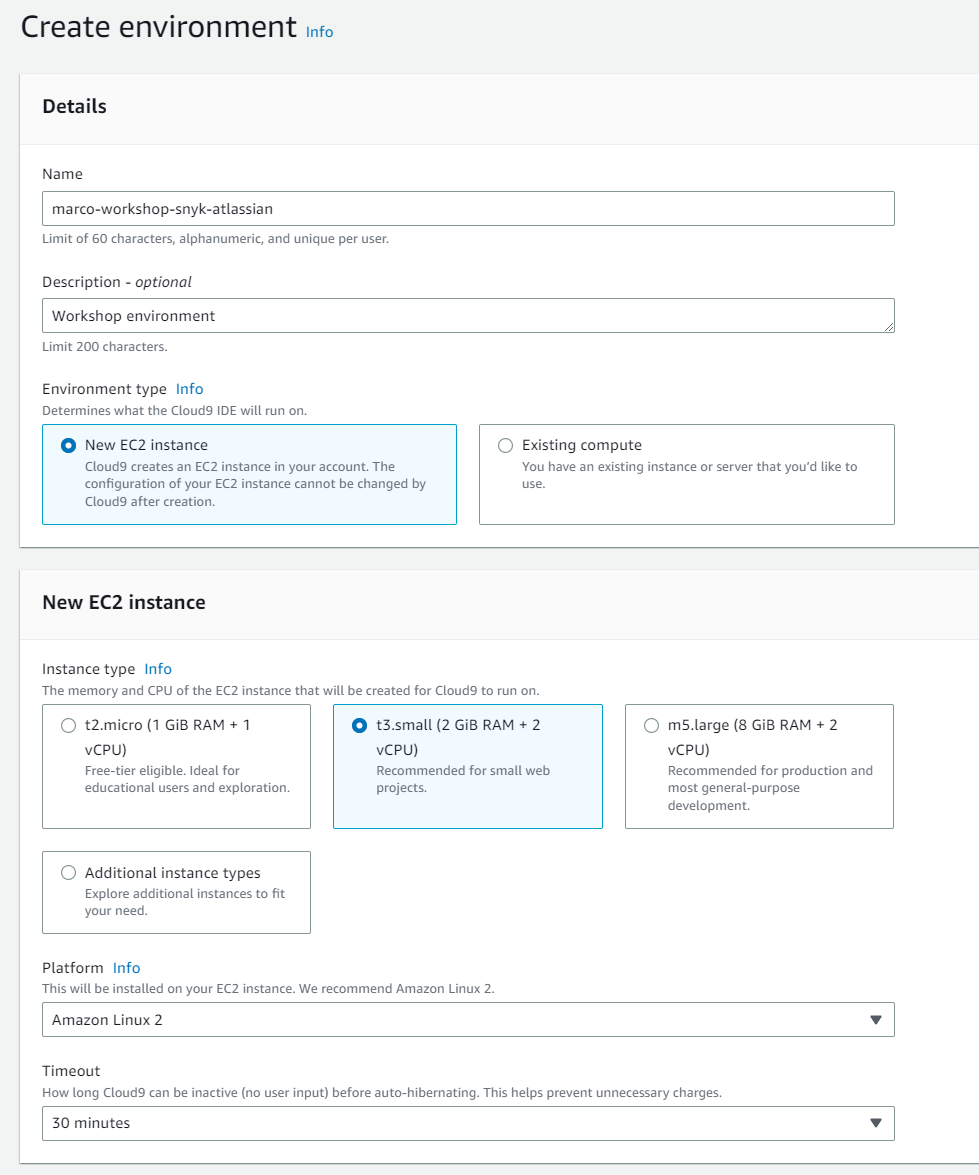 Create environment Info
Details
Name
marco-workshop-snyk-atlassian
Limit of 60 characters, alphanumeric, and unique per user.
Description - optional
Workshop environment
Limit 200 characters.
Environment type Info
Determines what the Cloud9 IDE will run on.
New EC2 instance
Cloud9 creates an EC2 instance in your account. The
configuration of your EC2 instance cannot be changed by
Cloud9 after creation.
Existing compute
You have an existing instance or server that you’d like to
use.
New EC2 instance
Instance type Info
The memory and CPU of the EC2 instance that will be created for Cloud9 to run on.
t2.micro (1 GiB RAM + 1
vCPU)
Free-tier eligible. Ideal for
educational users and exploration.
t3.small (2 GiB RAM + 2
vCPU)
Recommended for small web
projects.
m5.large (8 GiB RAM + 2
vCPU)
Recommended for production and
most general-purpose
development.
Additional instance types
Explore additional instances to fit
your need.
Platform Info
This will be installed on your EC2 instance. We recommend Amazon Linux 2.
Amazon Linux 2
Timeout
How long Cloud9 can be inactive (no user input) before auto-hibernating. This helps prevent unnecessary charges.
30 minutes